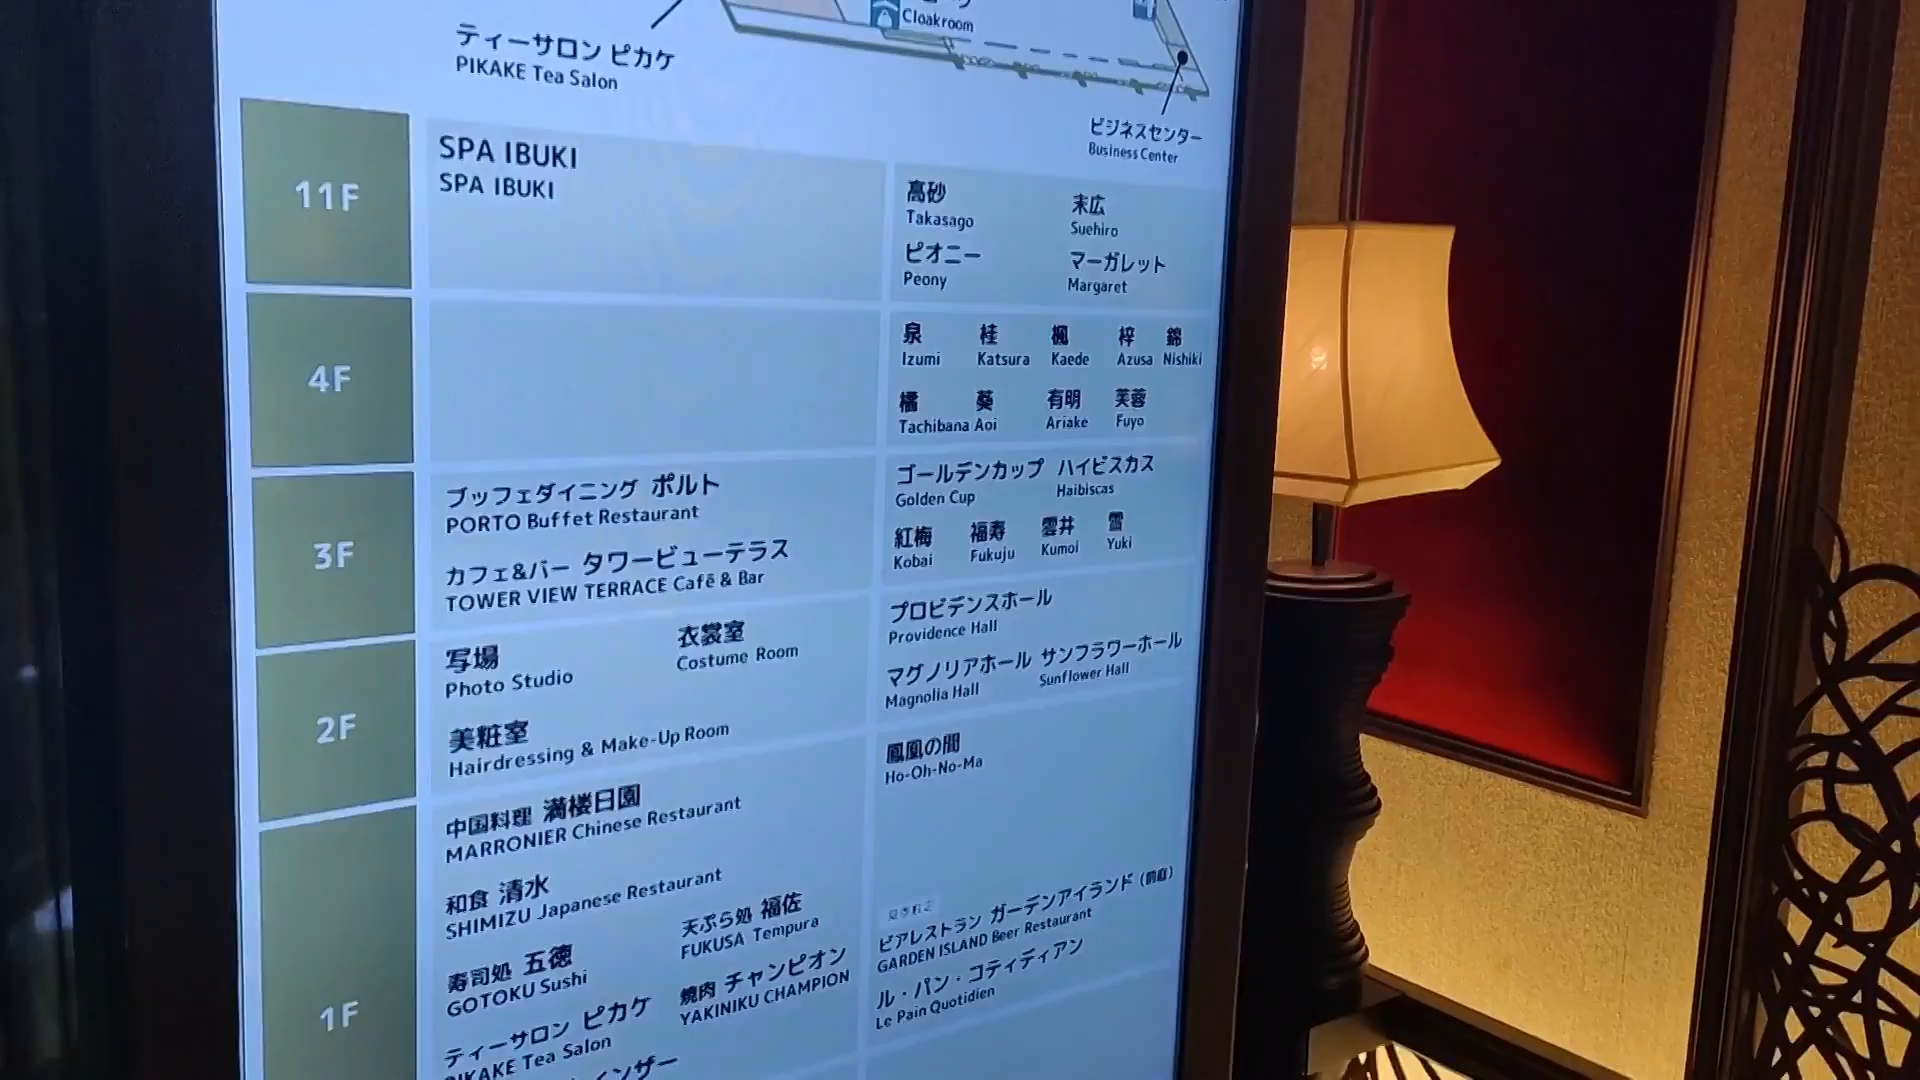 Cloakroom
ティーサロン ピカケ
PIKAKE Tea Salon
ビジネスセンター
Business Center
11F
SPA IBUKI
SPA IBUKI
高砂 末広
Takasago Suehiro
ピオニー マーガレット
Peony Margaret
4F
泉 桂 楓 梓 錦
Izumi Katsura Kaede Azusa Nishiki
橘 葵 有明 芙蓉
Tachibana Aoi Ariake Fuyo
3F
ブッフェダイニング ポルト
PORTO Buffet Restaurant
カフェ&バー タワービューテラス
TOWER VIEW TERRACE Café & Bar
ゴールデンカップ ハイビスカス
Golden Cup Haibiscas
紅梅 福寿 雲井 雪
Kobai Fukuju Kumoi Yuki
2F
写場 衣裳室
Photo Studio Costume Room
美粧室
Hairdressing & Make-Up Room
プロビデンスホール
Providence Hall
マグノリアホール サンフラワーホール
Magnolia Hall Sunflower Hall
1F
中国料理 満楼日園
MARRONIER Chinese Restaurant
和食 清水
SHIMIZU Japanese Restaurant
寿司処 五徳 天ぷら処 福佐
GOTOKU Sushi FUKUSA Tempura
ティーサロン ピカケ 焼肉 チャンピオン
PIKAKE Tea Salon YAKINIKU CHAMPION
鳳凰の間
Ho-Oh-No-Ma
ビアレストラン ガーデンアイランド (前庭)
GARDEN ISLAND Beer Restaurant
ル・パン・コティディアン
Le Pain Quotidien